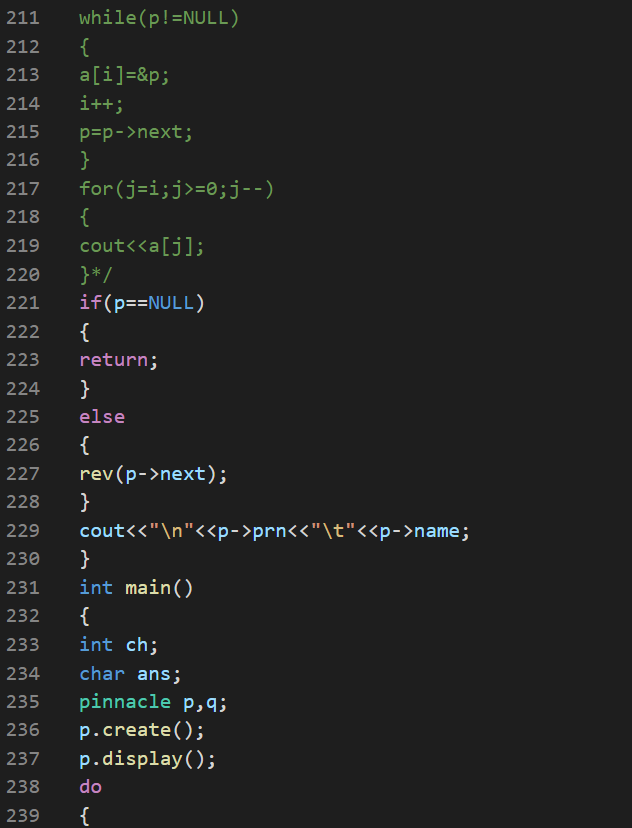 211 while(p!=NULL)
212 {
213 a[i]=&p;
214 i++;
215 p=p->next;
216 }
217 for(j=i;j>=0;j--)
218 {
219 cout<<a[j];
220 }*/
221 if(p==NULL)
222 {
223 return;
224 }
225 else
226 {
227 rev(p->next);
228 }
229 cout<<"\n"<<p->prn<<"\t"<<p->name;
230 }
231 int main()
232 {
233 int ch;
234 char ans;
235 pinnacle p,q;
236 p.create();
237 p.display();
238 do
239 {